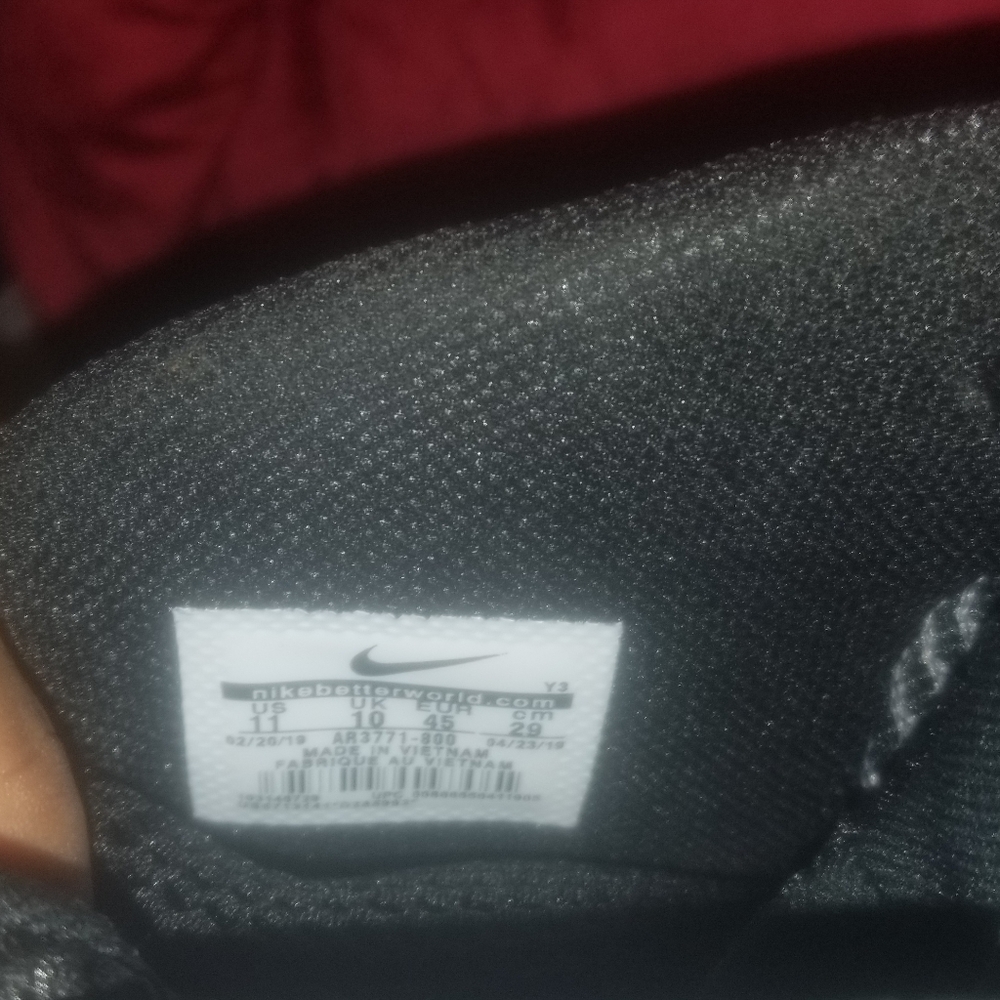 Y3
nikebetterworld.com
US UK EUR cm
11 10 45 29
02/20/19 AR3771-800 04/23/19
MADE IN VIETNAM
FABRIQUE AU VIETNAM
UPC